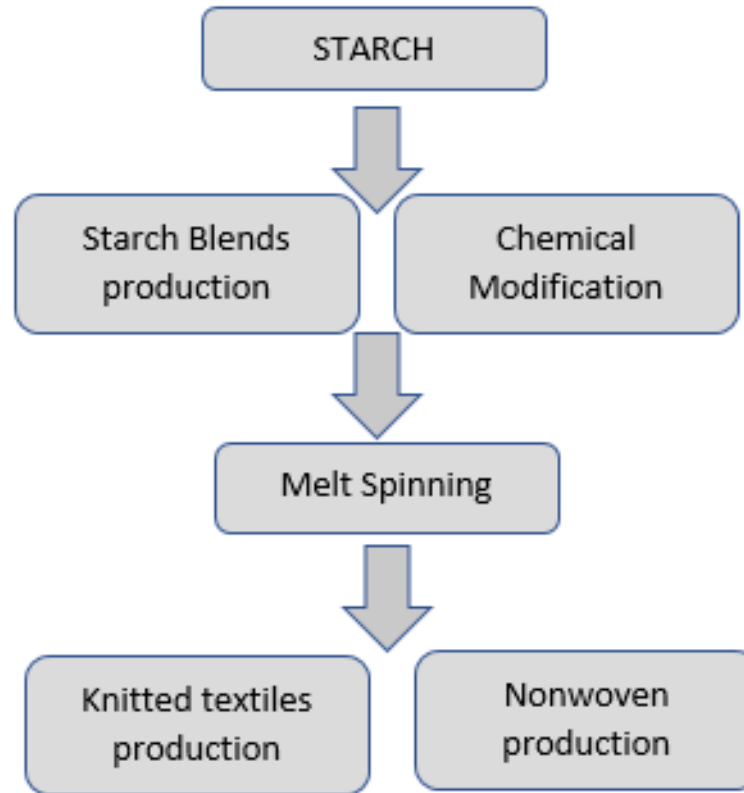 STARCH
Starch Blends
production
Chemical
Modification
Melt Spinning
Knitted textiles
production
Nonwoven
production